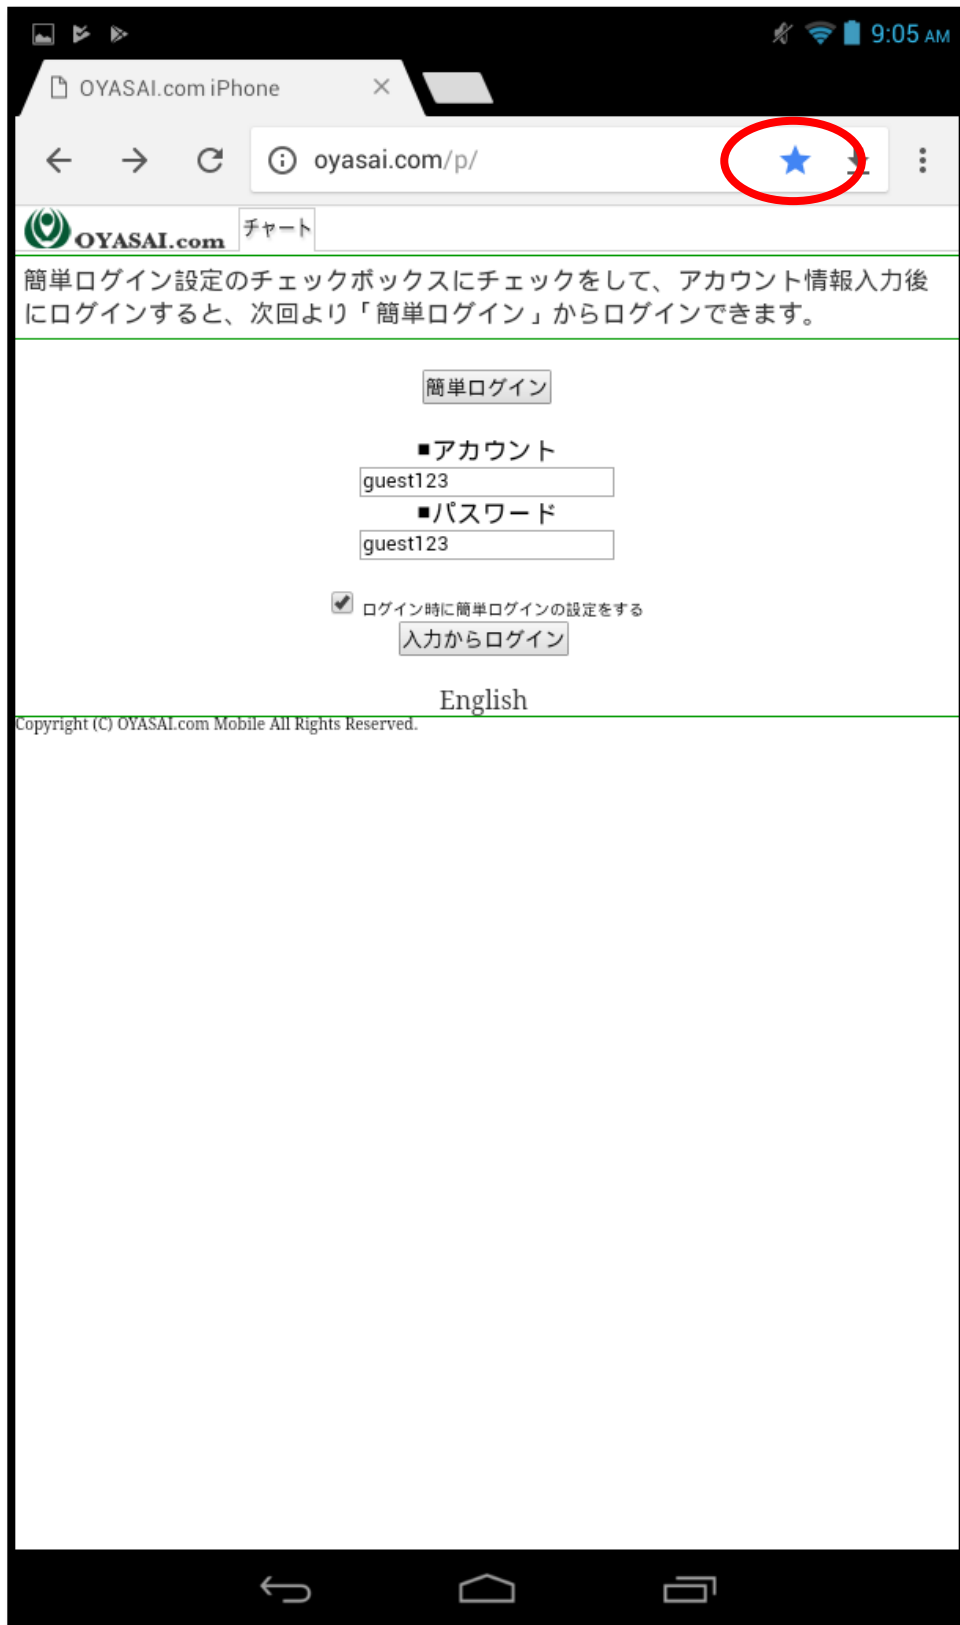 9:05 AM
OYASAI.com iPhone
oyasai.com/p/
OYASAI.com
チャート
簡単ログイン設定のチェックボックスにチェックをして、アカウント情報入力後
にログインすると、次回より「簡単ログイン」からログインできます。
簡単ログイン
■アカウント
guest123
■パスワード
guest123
ログイン時に簡単ログインの設定をする
入力からログイン
English
Copyright (C) OYASAI.com Mobile All Rights Reserved.